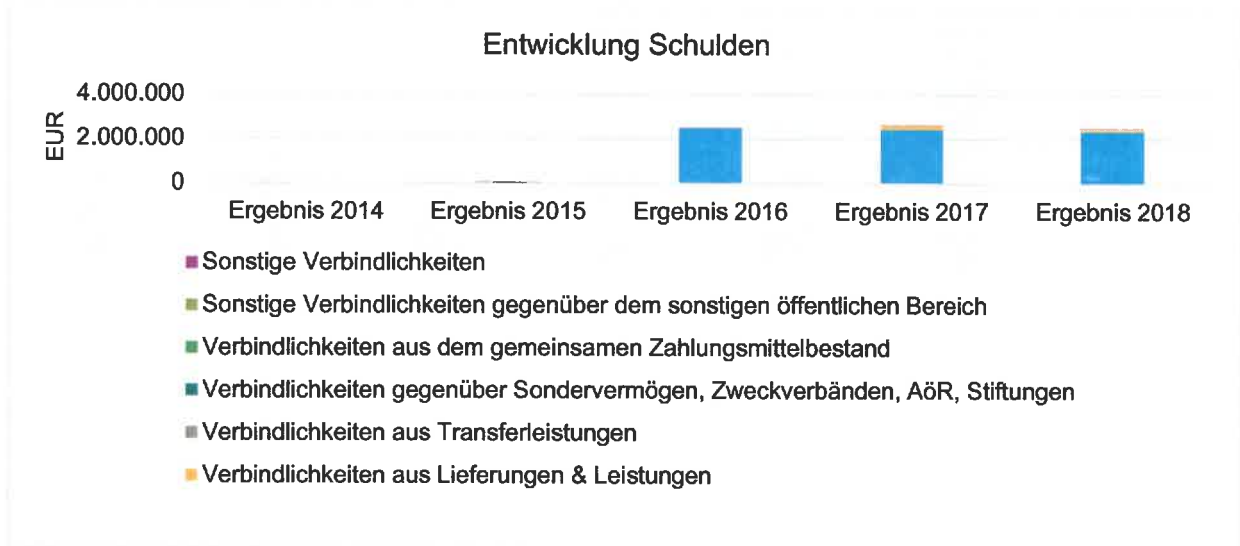 Entwicklung Schulden
4.000.000
EUR
2.000.000
0
Ergebnis 2014 Ergebnis 2015 Ergebnis 2016 Ergebnis 2017 Ergebnis 2018
Sonstige Verbindlichkeiten
Sonstige Verbindlichkeiten gegenüber dem sonstigen öffentlichen Bereich
Verbindlichkeiten aus dem gemeinsamen Zahlungsmittelbestand
Verbindlichkeiten gegenüber Sondervermögen, Zweckverbänden, AöR, Stiftungen
Verbindlichkeiten aus Transferleistungen
Verbindlichkeiten aus Lieferungen & Leistungen